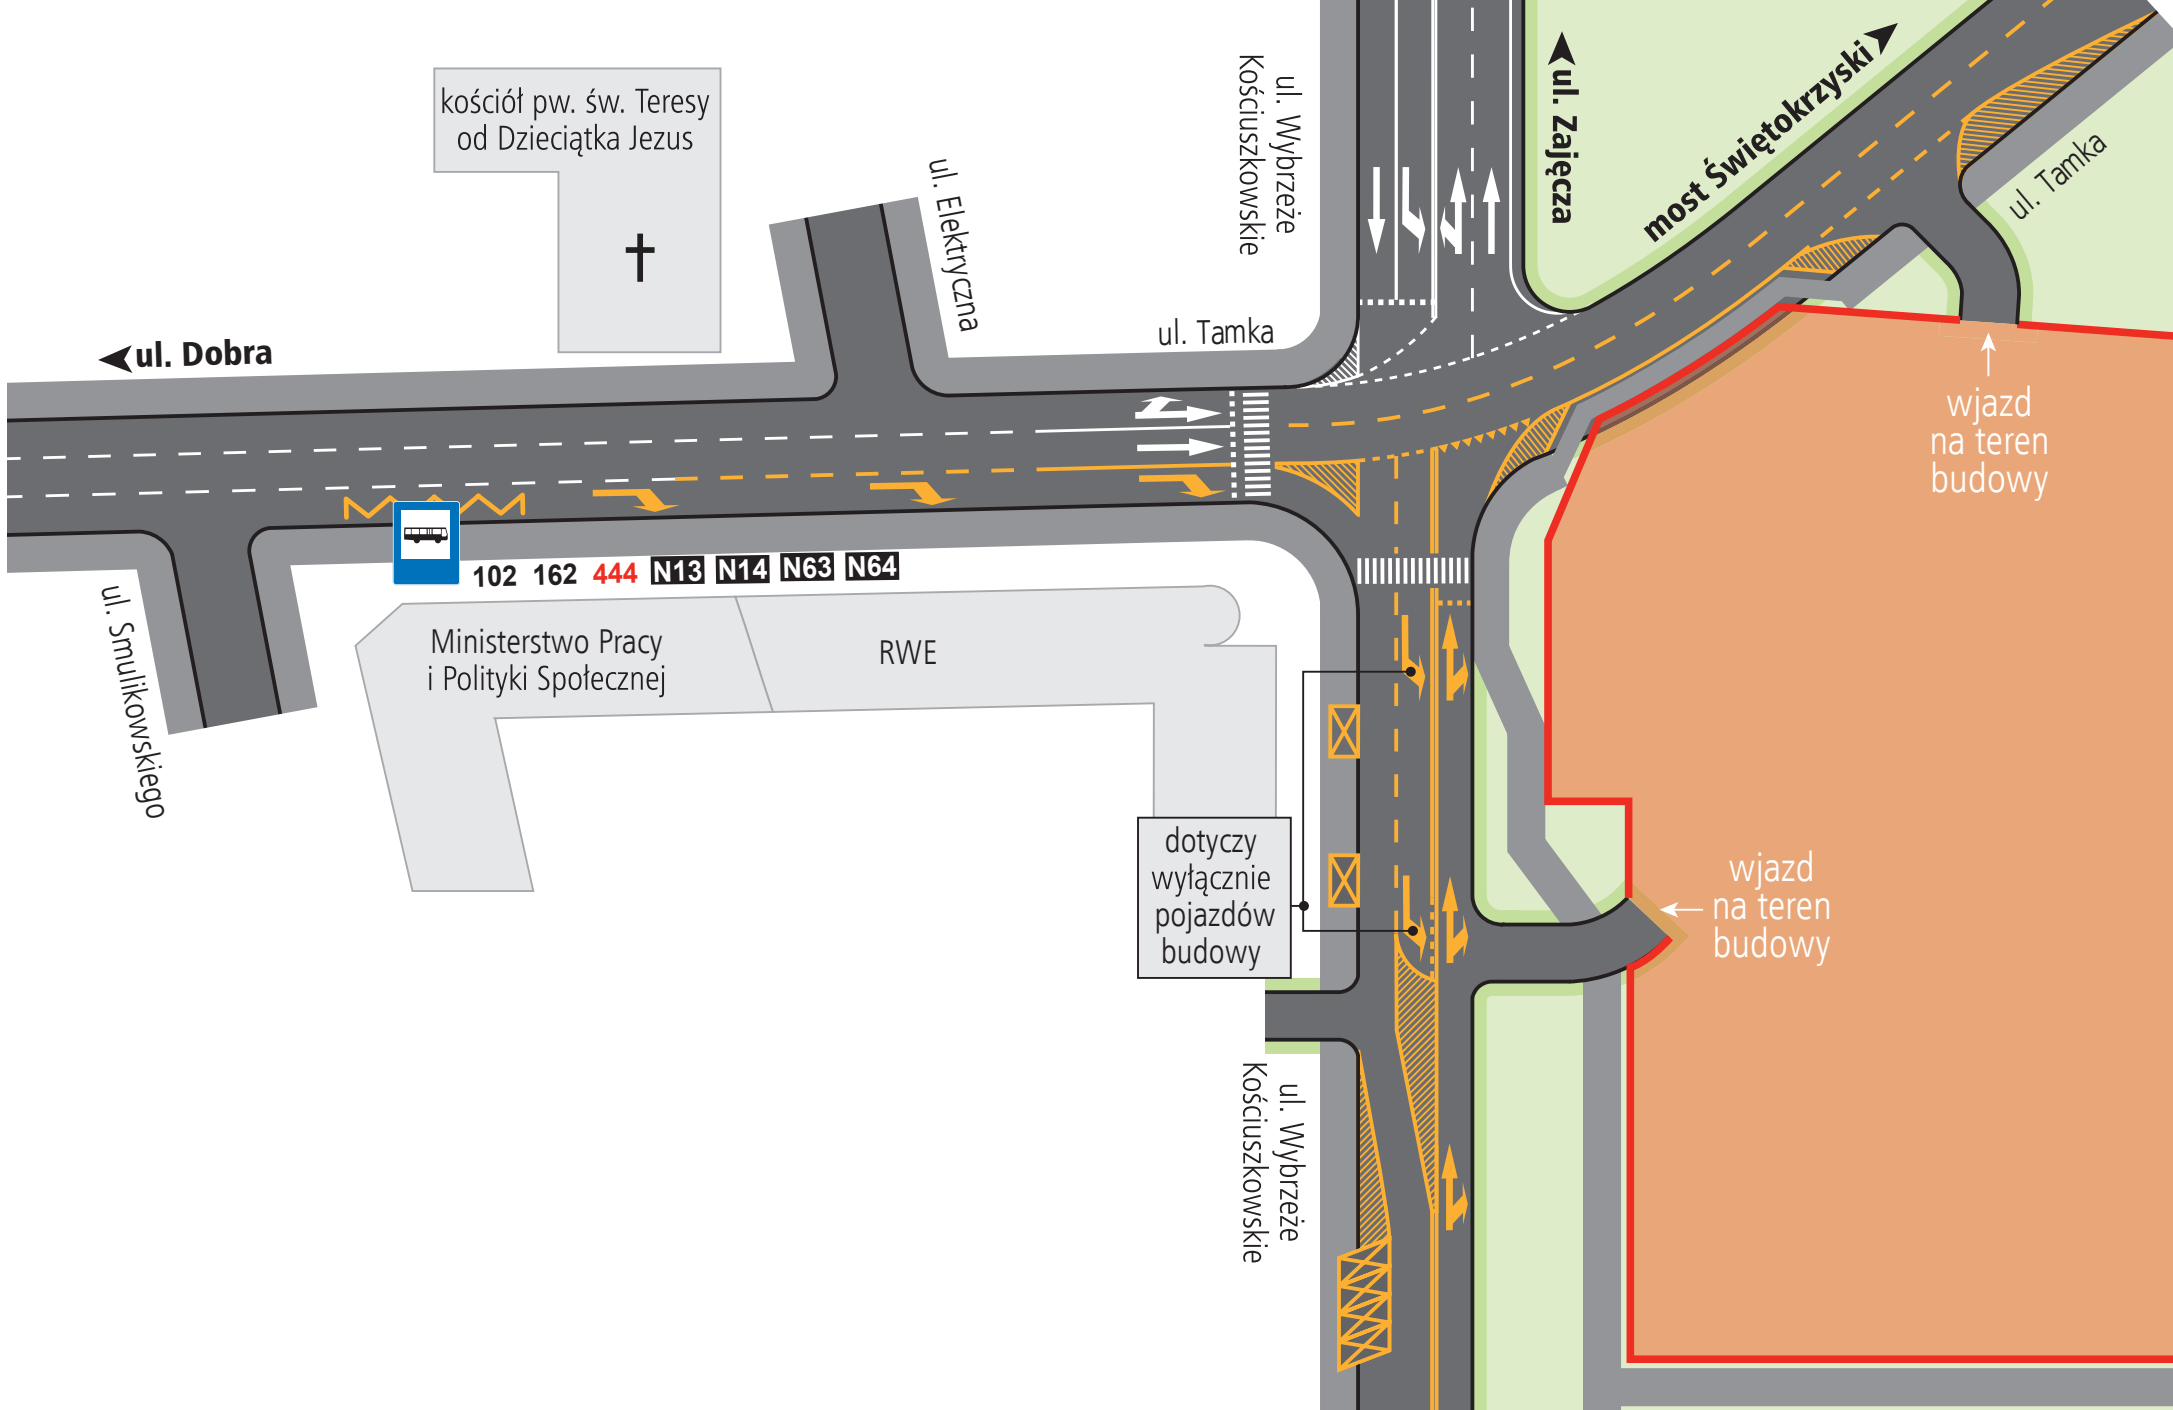 kościół pw. św. Teresy
od Dzieciątka Jezus
ul. Elektryczna
ul. Wybrzeże
Kościuszkowskie
ul. Zajęcza
most Świętokrzyski
ul. Tamka
ul. Tamka
ul. Dobra
wjazd
na teren
budowy
102 162 444 N13 N14 N63 N64
ul. Smulikowskiego
Ministerstwo Pracy
i Polityki Społecznej
RWE
dotyczy
wyłącznie
pojazdów
budowy
wjazd
na teren
budowy
ul. Wybrzeże
Kościuszkowskie